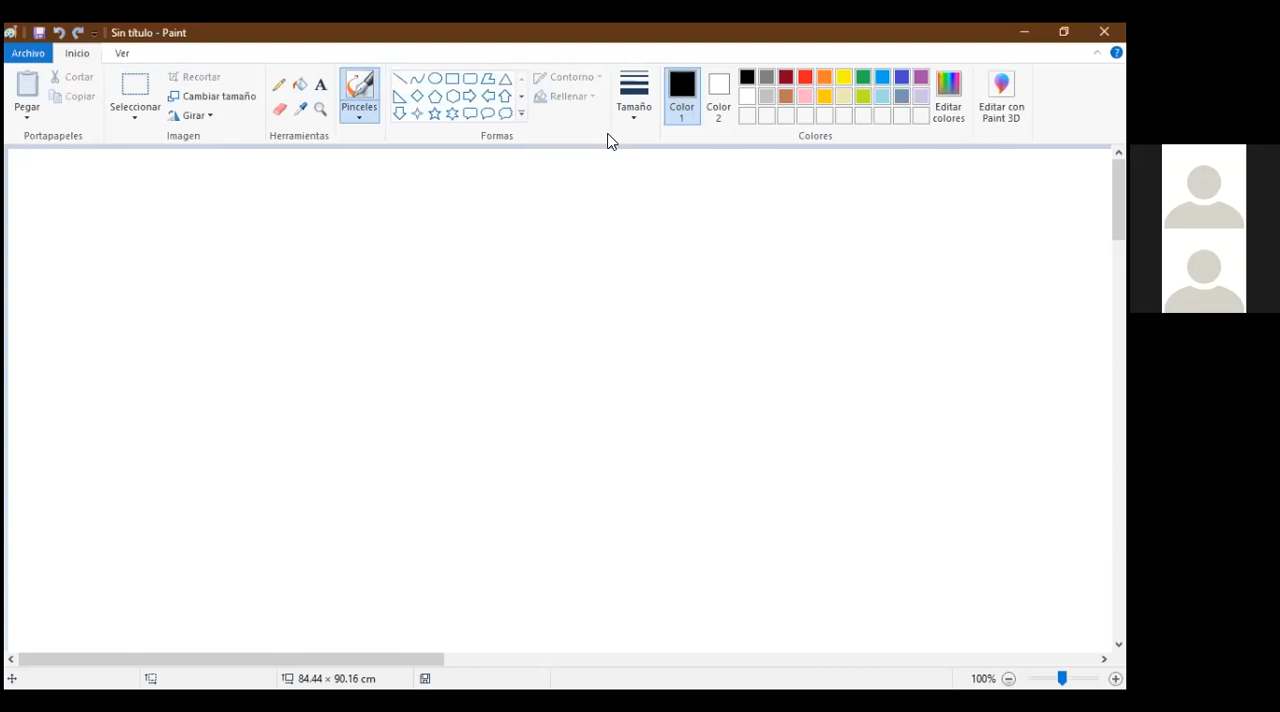 Sin título - Paint
Archivo Inicio Ver
Pegar
Cortar
Copiar
Portapapeles
Seleccionar
Recortar
Cambiar tamaño
Girar
Imagen
A
Herramientas
Pinceles
Contorno
Rellenar
Formas
Tamaño
Color 1
Color 2
Editar colores
Colores
Editar con Paint 3D
84.44 × 90.16 cm
100%